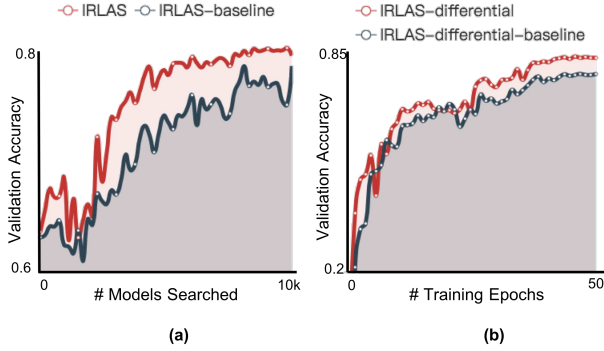 IRLAS IRLAS-baseline
0.8
Validation Accuracy
0.6
0
10k
# Models Searched
(a)
IRLAS-differential
IRLAS-differential-baseline
0.85
Validation Accuracy
0.2
0
50
# Training Epochs
(b)